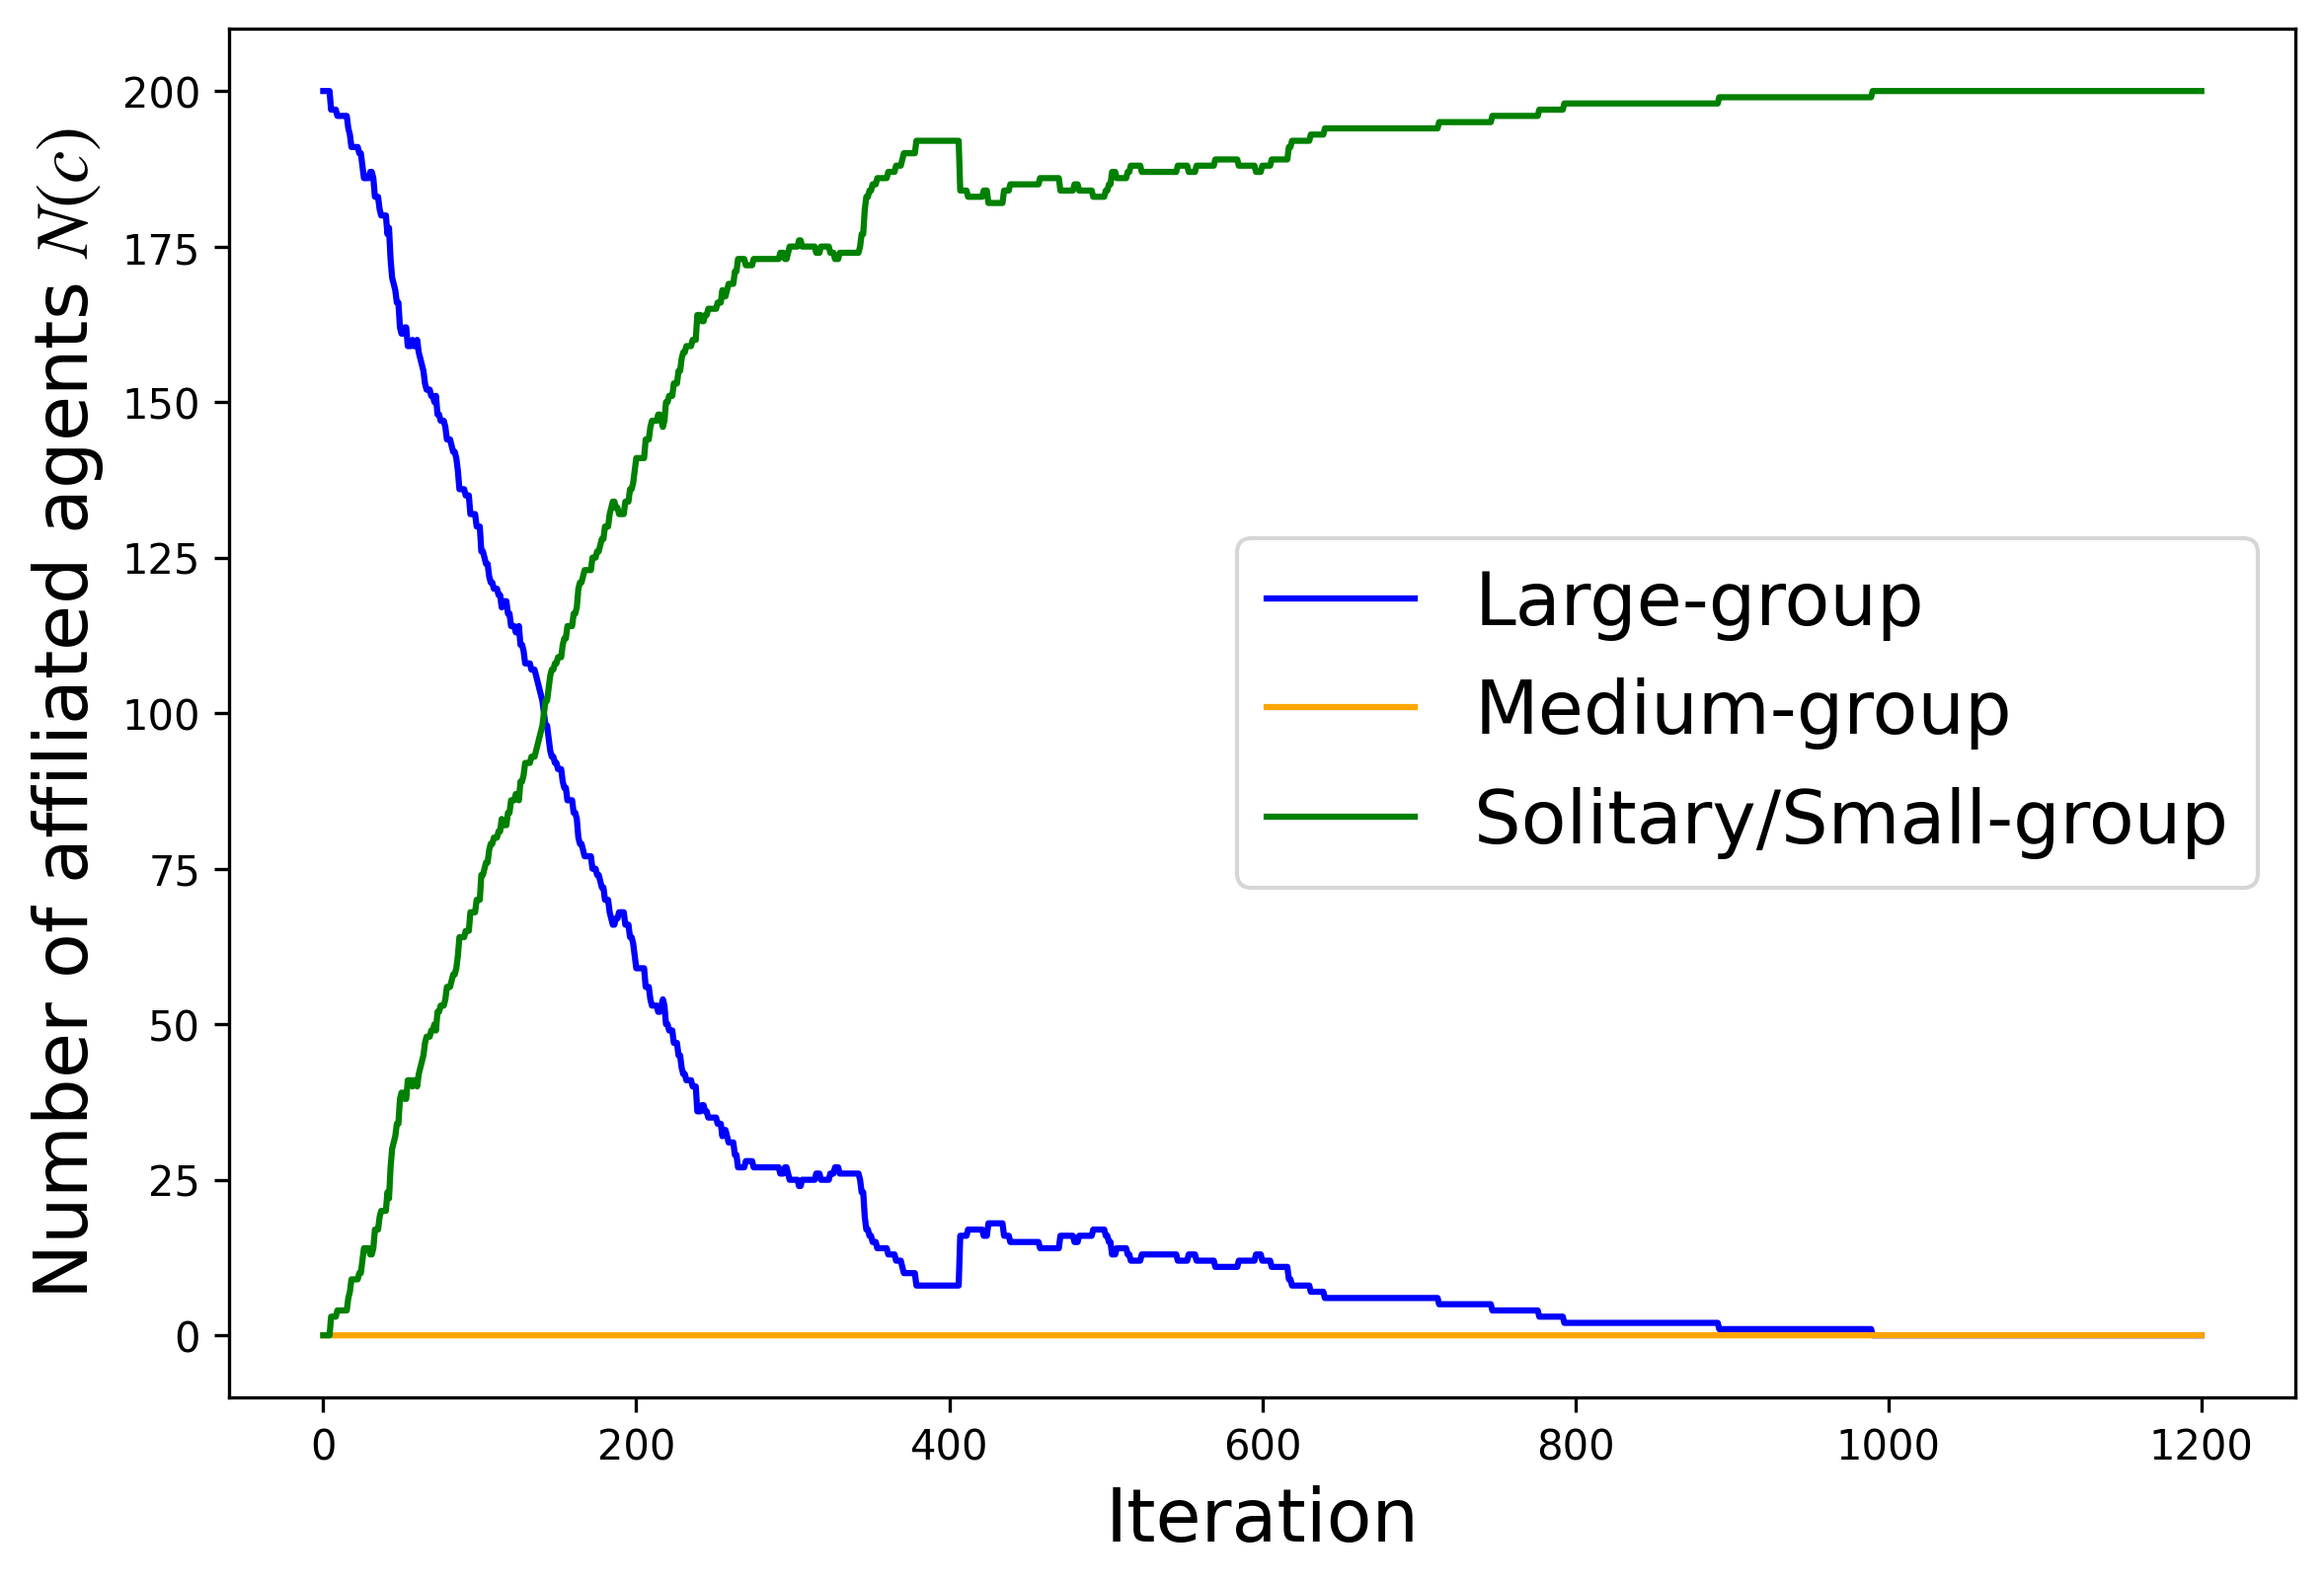 Number of affiliated agents N(c)
200
175
150
125
100
75
50
25
0
0 200 400 600 800 1000 1200
Iteration
Large-group
Medium-group
Solitary/Small-group